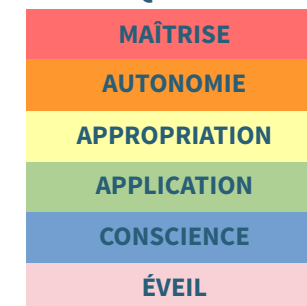 MAÎTRISE
AUTONOMIE
APPROPRIATION
APPLICATION
CONSCIENCE
ÉVEIL